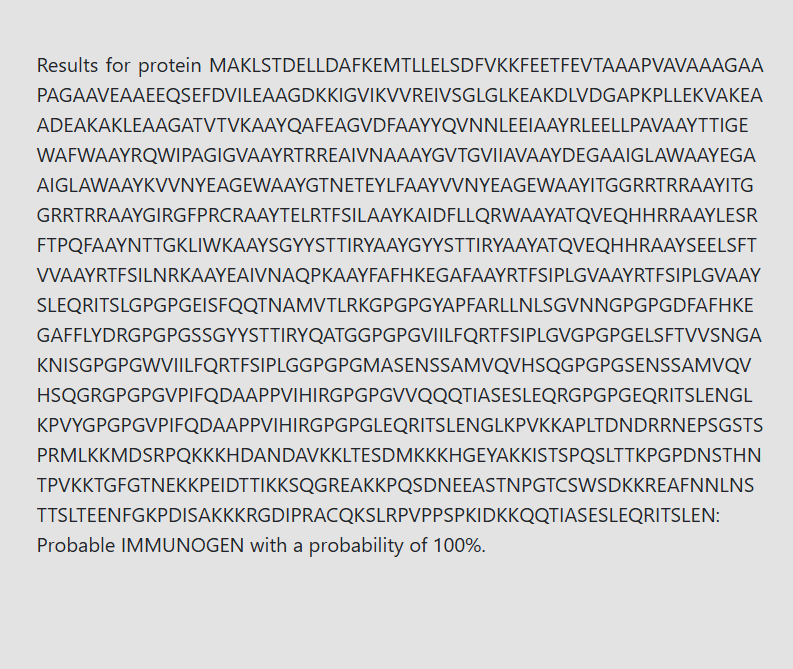 Results for protein MAKLSTDELLDAFKEMTLLELSDFVKKFEETFEVTAAAPVAVAAAGAA
PAGAAVEAAEEQSEFDVILEAAGDKKIGVIKVVREIVSGLGLKEAKDLVDGAPKPLLEKVAKEA
ADEAKAKLEAAGATVTVKAAYQAFEAGVDFAAYYQVNNLEEIAAYRLEELLPAVAAYTTIGE
WAFWAAYRQWIPAGIGVAAYRTRREAIVNAAAYGVTGVIIAVAAYDEGAAIGLAWAAYEGA
AIGLAWAAYKVVNYEAGEWAAYGTNETEYLFAAYVVNYEAGEWAAYITGGRRTRRAAYITG
GRRTRRAAYGIRGFPRCRAAYTELRTFSILAAYKAIDFLLQRWAAYATQVEQHHRRAAYLESR
FTPQFAAYNTTGKLIWKAAYSGYYSTTIRYAAYGYYSTTIRYAAYATQVEQHHRAAYSEELSFT
VVAAYRTFSILNRKAAYEAIVNAQPKAAYFAFHKEGAFAAYRTFSIPLGVAAYRTFSIPLGVAAY
SLEQRITSLGPGPGEISFQQTNAMVTLRKGPGPGYAPFARLLNLSGVNNGPGPGDFAFHKE
GAFFLYDRGPGPGSSGYYSTTIRYQATGGPGPGVIILFQRTFSIPLGVGPGPGELSFTVVSNGA
KNISGPGPGWVIILFQRTFSIPLGGPGPGMASENSSAMVQVHSQGPGPGSENSSAMVQV
HSQGRGPGPGVPIFQDAAPPVIHIRGPGPGVVQQQTIASESLEQRGPGPGEQRITSLENGL
KPVYGPGPGVPIFQDAAPPVIHIRGPGPGLEQRITSLENGLKPVKKAPLTDNDRRNEPSGSTS
PRMLKKMDSRPQKKKHDANDAVKKLTESDMKKKHGEYAKKISTSPQSLTTKPGPDNSTHN
TPVKKTGFGTNEKKPEIDTTIKKSQGREAKKPQSDNEEASTNPGTCSWSDKKREAFNNLNS
TTSLTEENFGKPDISAKKKRGDIPRACQKSLRPVPPSPKIDKKQQTIASESLEQRITSLEN:
Probable IMMUNOGEN with a probability of 100%.